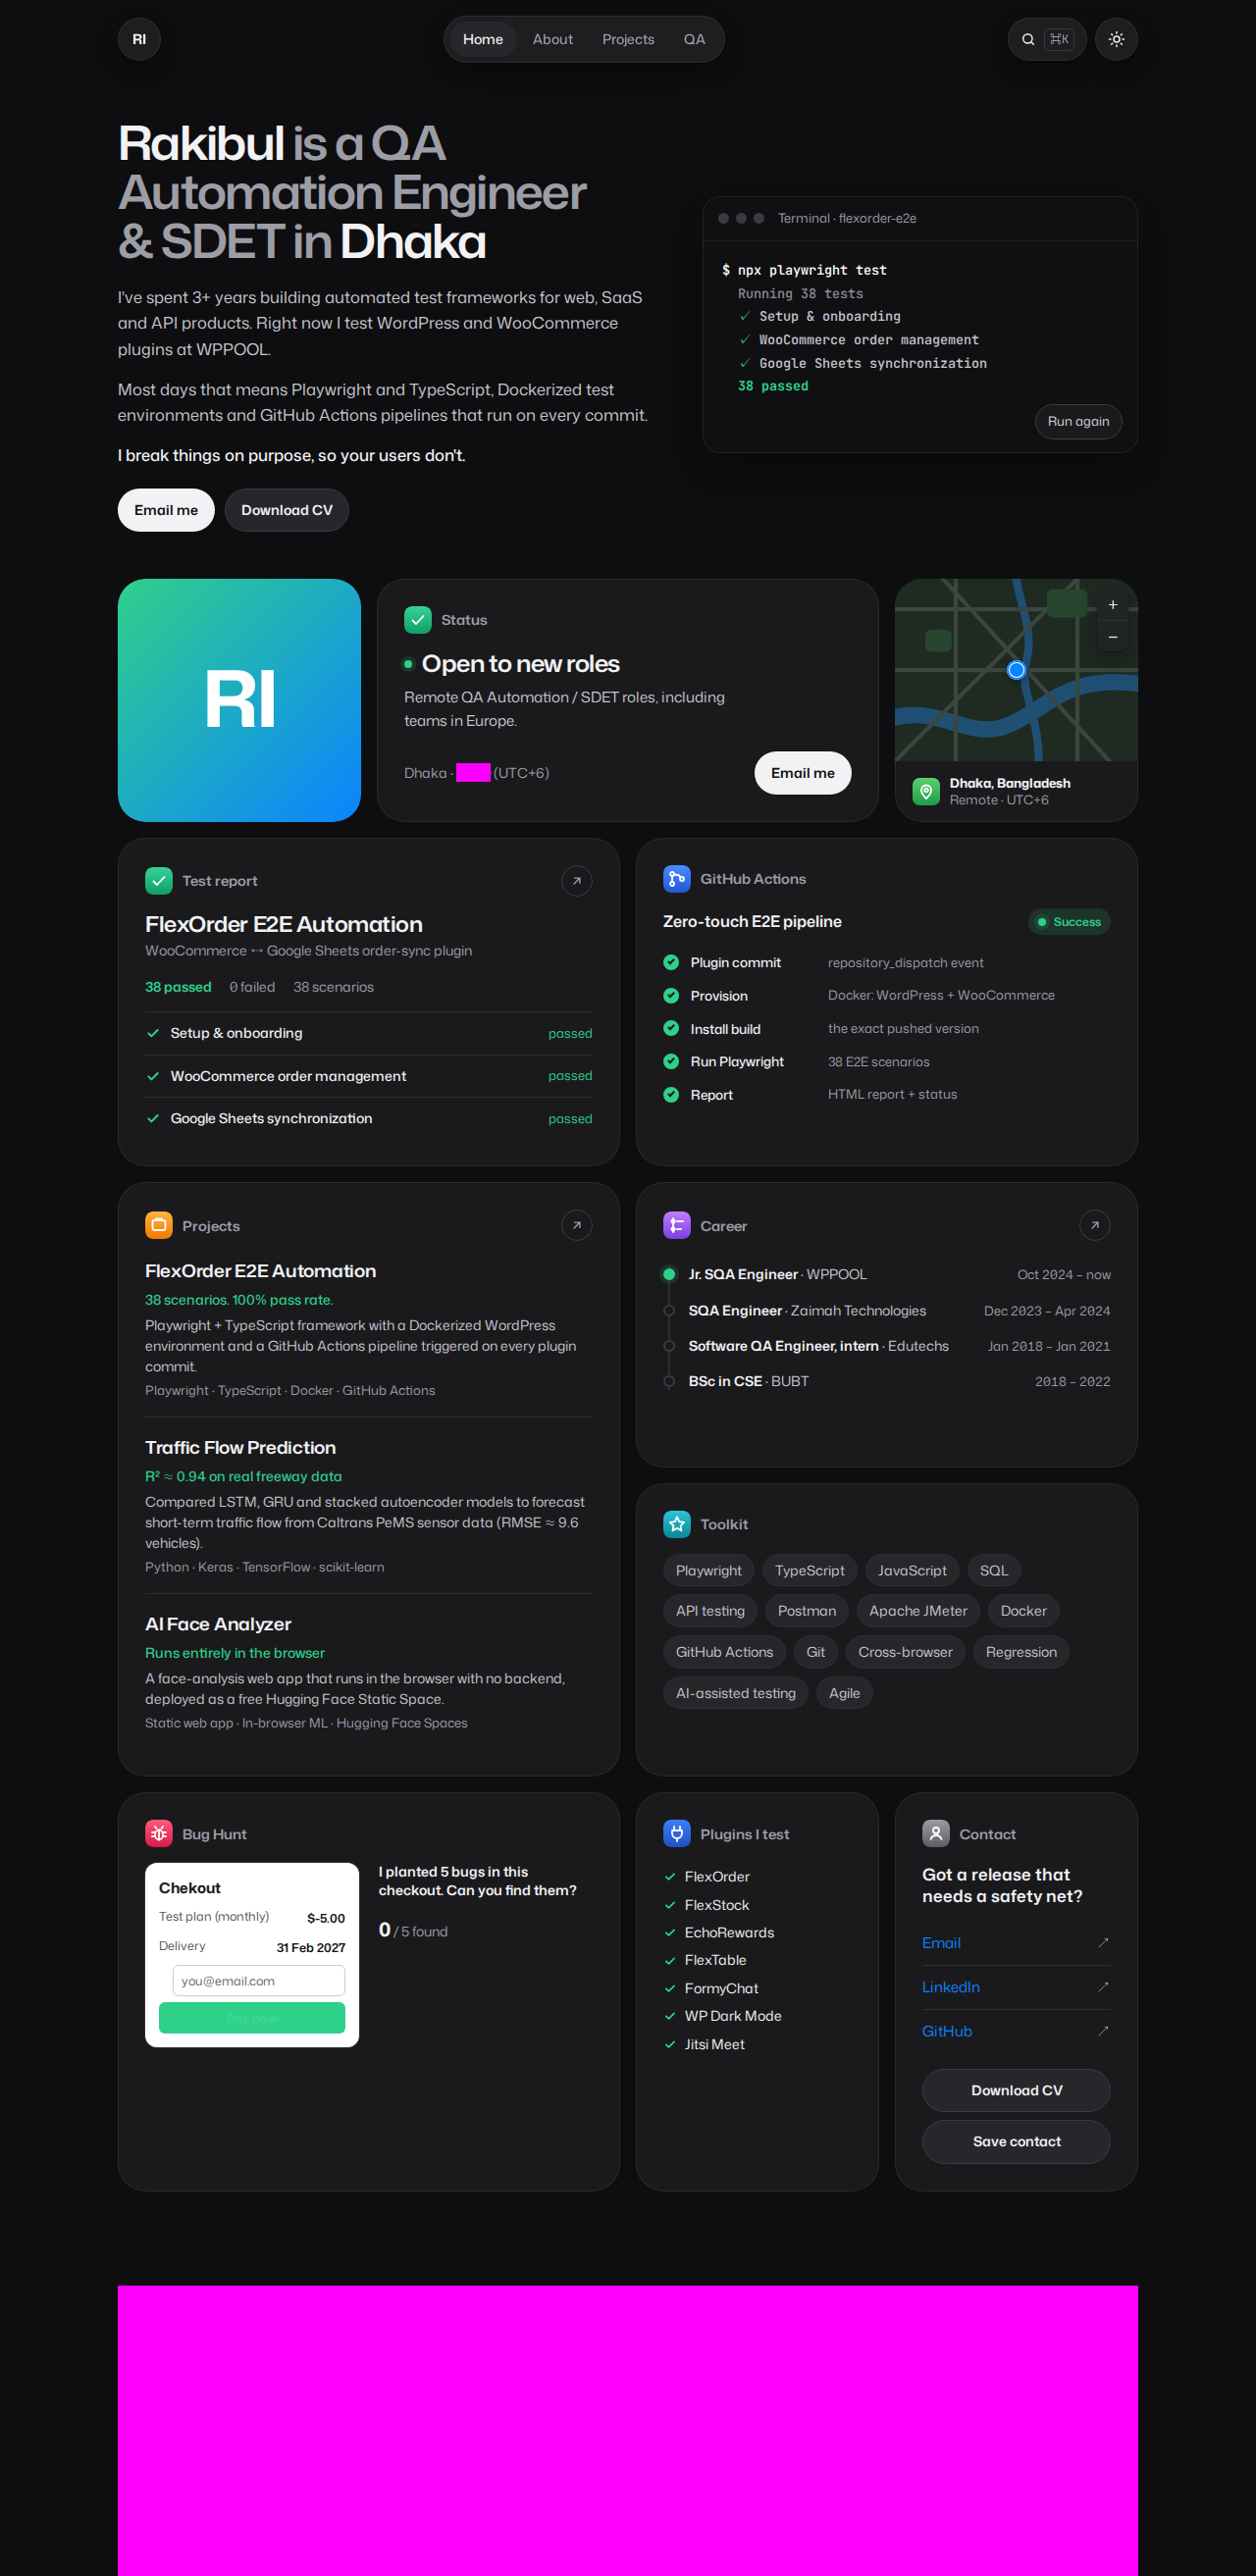 RI
Home
About
Projects
QA
⌘K
Rakibul is a QA
Automation Engineer
& SDET in Dhaka
I've spent 3+ years building automated test frameworks for web, SaaS
and API products. Right now I test WordPress and WooCommerce
plugins at WPPOOL.
Most days that means Playwright and TypeScript, Dockerized test
environments and GitHub Actions pipelines that run on every commit.
I break things on purpose, so your users don't.
Email me
Download CV
Terminal · flexorder-e2e
$ npx playwright test
Running 38 tests
✓ Setup & onboarding
✓ WooCommerce order management
✓ Google Sheets synchronization
38 passed
Run again
RI
Status
Open to new roles
Remote QA Automation / SDET roles, including
teams in Europe.
Dhaka · (UTC+6)
Email me
+
−
Dhaka, Bangladesh
Remote · UTC+6
Test report
FlexOrder E2E Automation
WooCommerce ↔ Google Sheets order-sync plugin
38 passed 0 failed 38 scenarios
Setup & onboarding passed
WooCommerce order management passed
Google Sheets synchronization passed
GitHub Actions
Zero-touch E2E pipeline Success
Plugin commit repository_dispatch event
Provision Docker: WordPress + WooCommerce
Install build the exact pushed version
Run Playwright 38 E2E scenarios
Report HTML report + status
Projects
FlexOrder E2E Automation
38 scenarios. 100% pass rate.
Playwright + TypeScript framework with a Dockerized WordPress
environment and a GitHub Actions pipeline triggered on every plugin
commit.
Playwright · TypeScript · Docker · GitHub Actions
Traffic Flow Prediction
R² ≈ 0.94 on real freeway data
Compared LSTM, GRU and stacked autoencoder models to forecast
short-term traffic flow from Caltrans PeMS sensor data (RMSE ≈ 9.6
vehicles).
Python · Keras · TensorFlow · scikit-learn
AI Face Analyzer
Runs entirely in the browser
A face-analysis web app that runs in the browser with no backend,
deployed as a free Hugging Face Static Space.
Static web app · In-browser ML · Hugging Face Spaces
Career
Jr. SQA Engineer · WPPOOL Oct 2024 – now
SQA Engineer · Zaimah Technologies Dec 2023 – Apr 2024
Software QA Engineer, intern · Edutechs Jan 2018 – Jan 2021
BSc in CSE · BUBT 2018 – 2022
Toolkit
Playwright TypeScript JavaScript SQL
API testing Postman Apache JMeter Docker
GitHub Actions Git Cross-browser Regression
AI-assisted testing Agile
Bug Hunt
Chekout
Test plan (monthly) $-5.00
Delivery 31 Feb 2027
you@email.com
Pay now
I planted 5 bugs in this
checkout. Can you find them?
0 / 5 found
Plugins I test
FlexOrder
FlexStock
EchoRewards
FlexTable
FormyChat
WP Dark Mode
Jitsi Meet
Contact
Got a release that
needs a safety net?
Email ↗
LinkedIn ↗
GitHub ↗
Download CV
Save contact